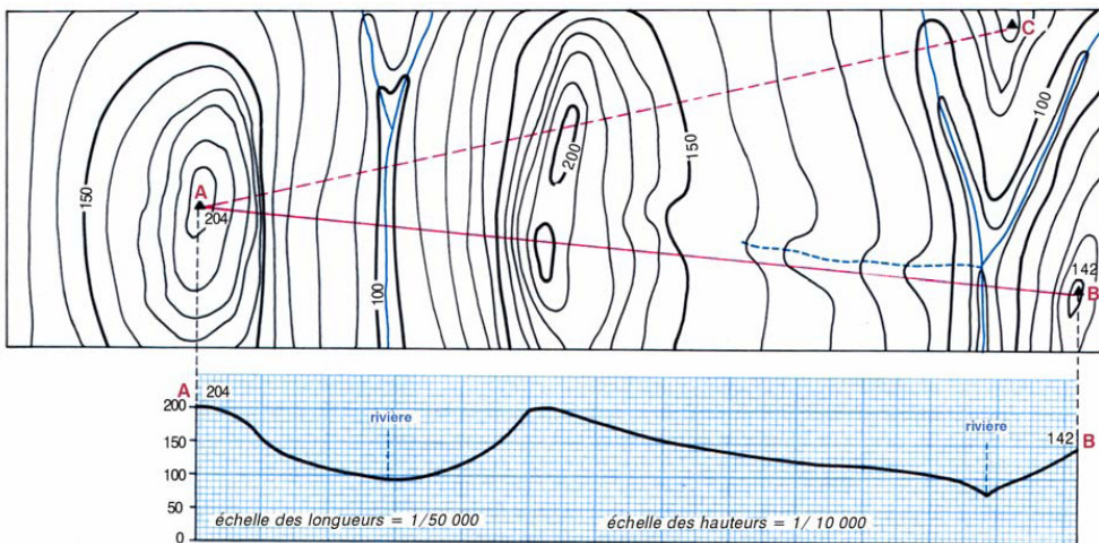 C
150
A
204
200
150
100
100
142
B
A 204
200
150
100
50
0
rivière
rivière
142 B
échelle des longueurs = 1/50 000
échelle des hauteurs = 1/ 10 000